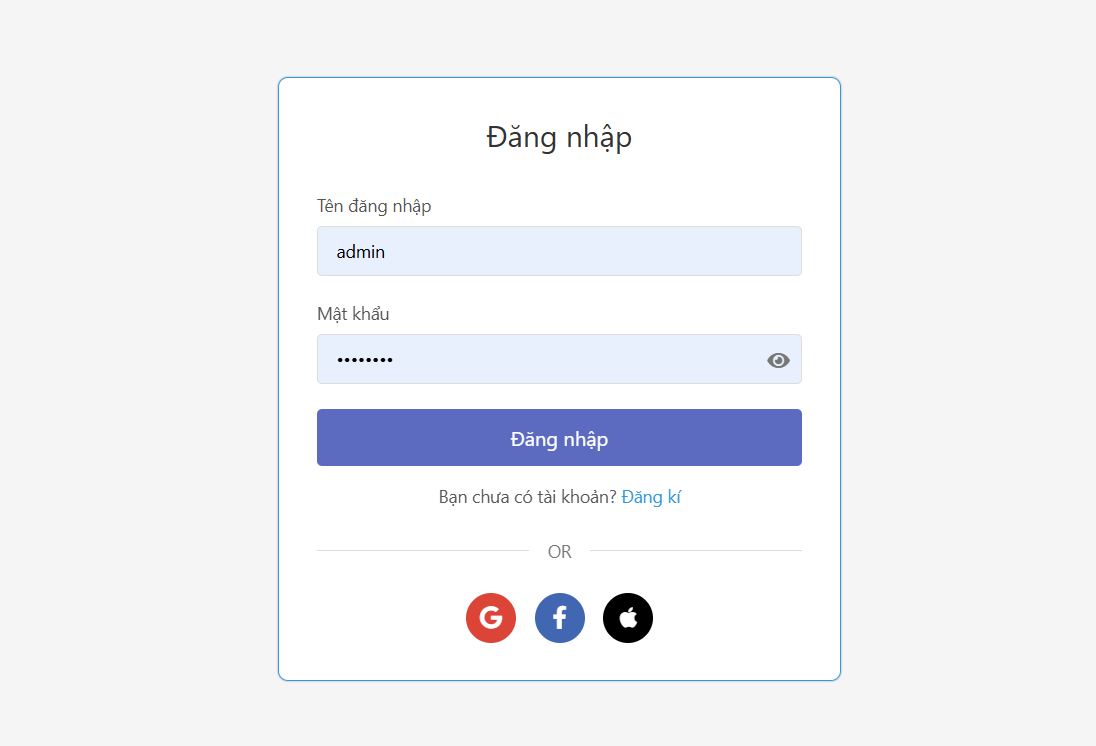 Đăng nhập
Tên đăng nhập
admin
Mật khẩu
••••••••
Đăng nhập
Bạn chưa có tài khoản? Đăng kí
OR